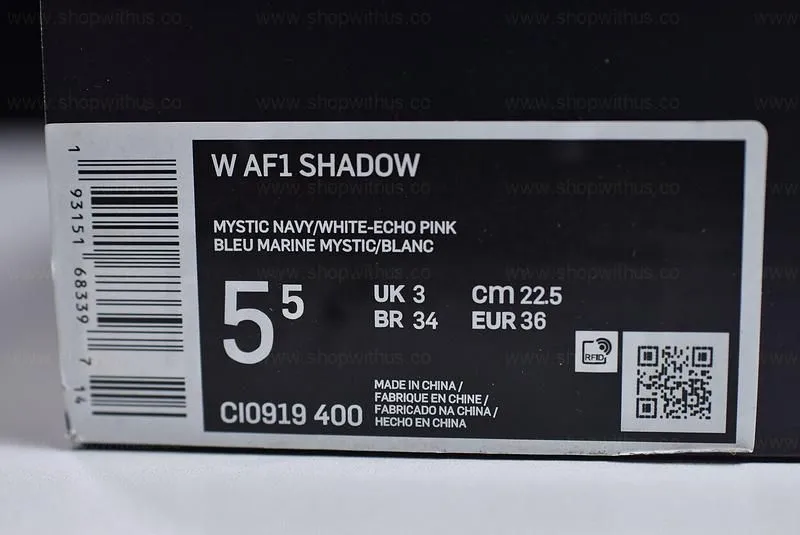 www.shopwithus.co
W AF1 SHADOW
MYSTIC NAVY/WHITE-ECHO PINK
BLEU MARINE MYSTIC/BLANC
5 5
UK 3 cm 22.5
BR 34 EUR 36
RFID
CI0919 400
MADE IN CHINA /
FABRIQUE EN CHINE /
FABRICADO NA CHINA /
HECHO EN CHINA
1 93151 68339 7 14